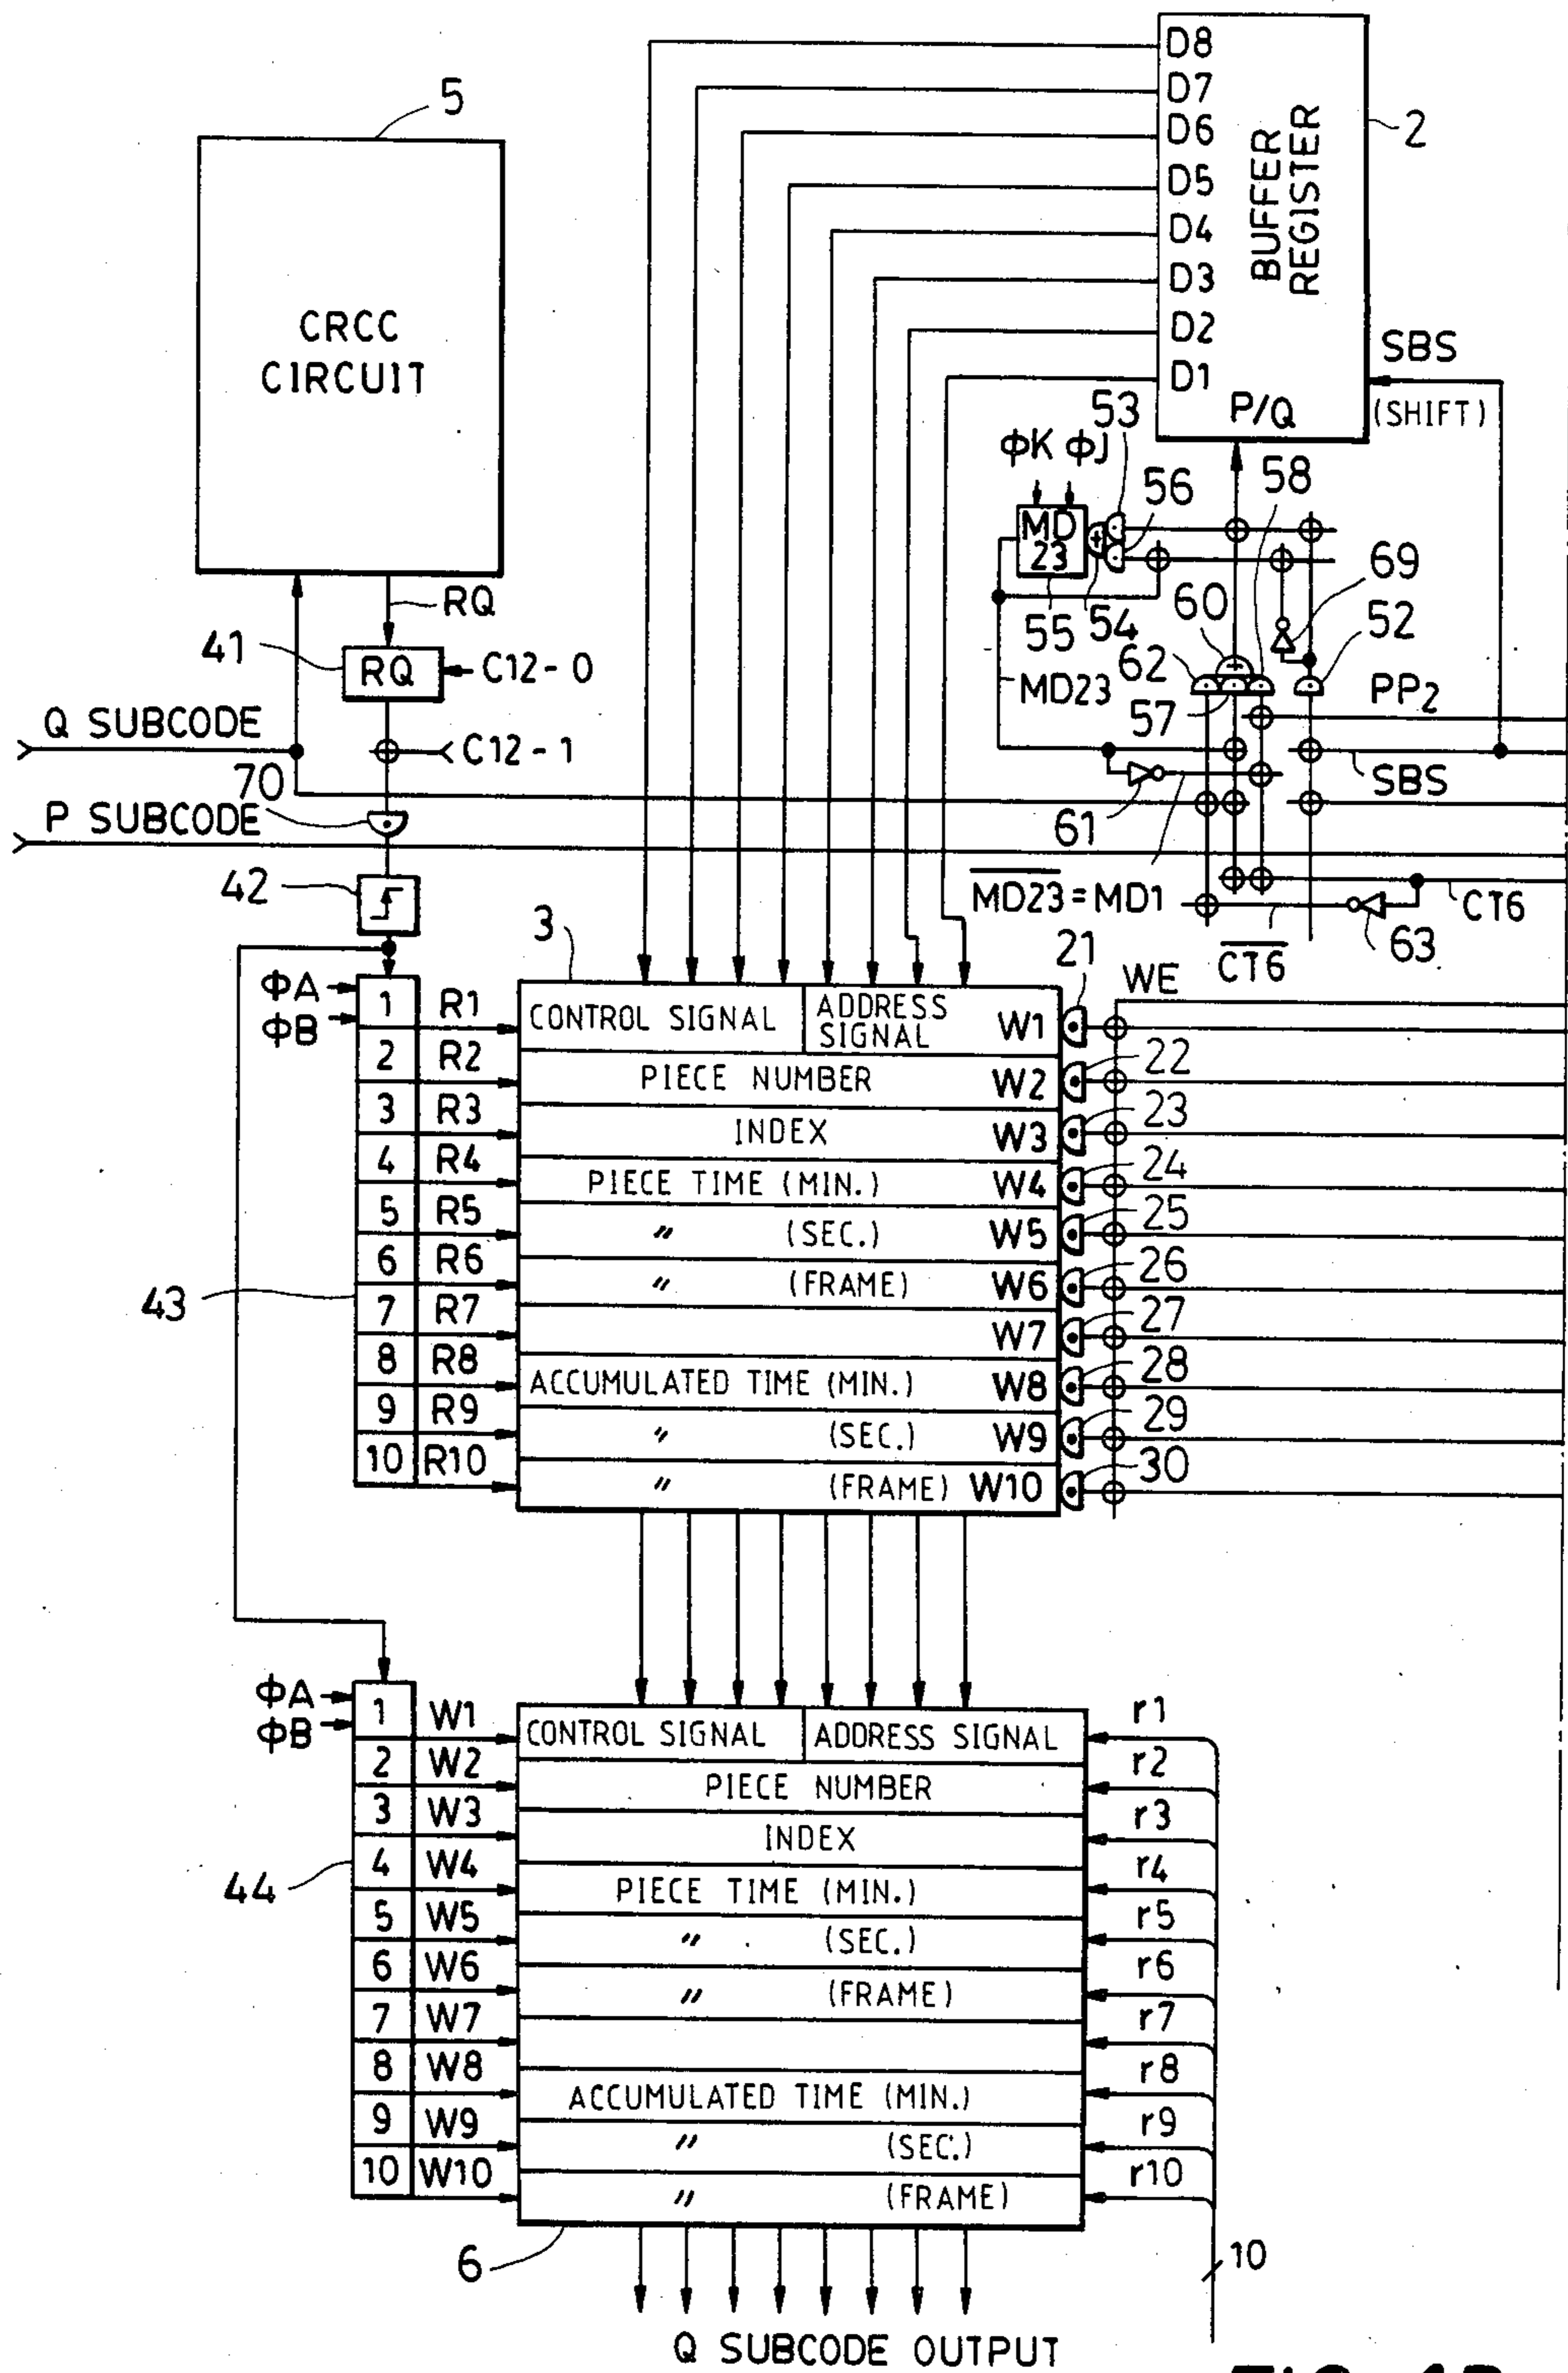 D8
D7
D6
D5
D4
D3
D2
D1
P/Q
BUFFER
REGISTER
2
SBS
(SHIFT)
5
CRCC
CIRCUIT
RQ
41
RQ
C12-0
Q SUBCODE
C12-1
70
P SUBCODE
42
ΦK ΦJ
53
56
58
MD
23
55
54
60
69
52
62
MD23
57
PP2
SBS
61
M̅D̅2̅3̅=MD1
CT6
C̅T̅6̅
63
3
21
WE
ΦA
ΦB
43
1 R1 CONTROL SIGNAL ADDRESS SIGNAL W1
2 R2 PIECE NUMBER W2 22
3 R3 INDEX W3 23
4 R4 PIECE TIME (MIN.) W4 24
5 R5 〃 (SEC.) W5 25
6 R6 〃 (FRAME) W6 26
7 R7 W7 27
8 R8 ACCUMULATED TIME (MIN.) W8 28
9 R9 〃 (SEC.) W9 29
10 R10 〃 (FRAME) W10 30
ΦA
ΦB
44
1 W1 CONTROL SIGNAL ADDRESS SIGNAL r1
2 W2 PIECE NUMBER r2
3 W3 INDEX r3
4 W4 PIECE TIME (MIN.) r4
5 W5 〃 (SEC.) r5
6 W6 〃 (FRAME) r6
7 W7 r7
8 W8 ACCUMULATED TIME (MIN.) r8
9 W9 〃 (SEC.) r9
10 W10 〃 (FRAME) r10
6
10
Q SUBCODE OUTPUT